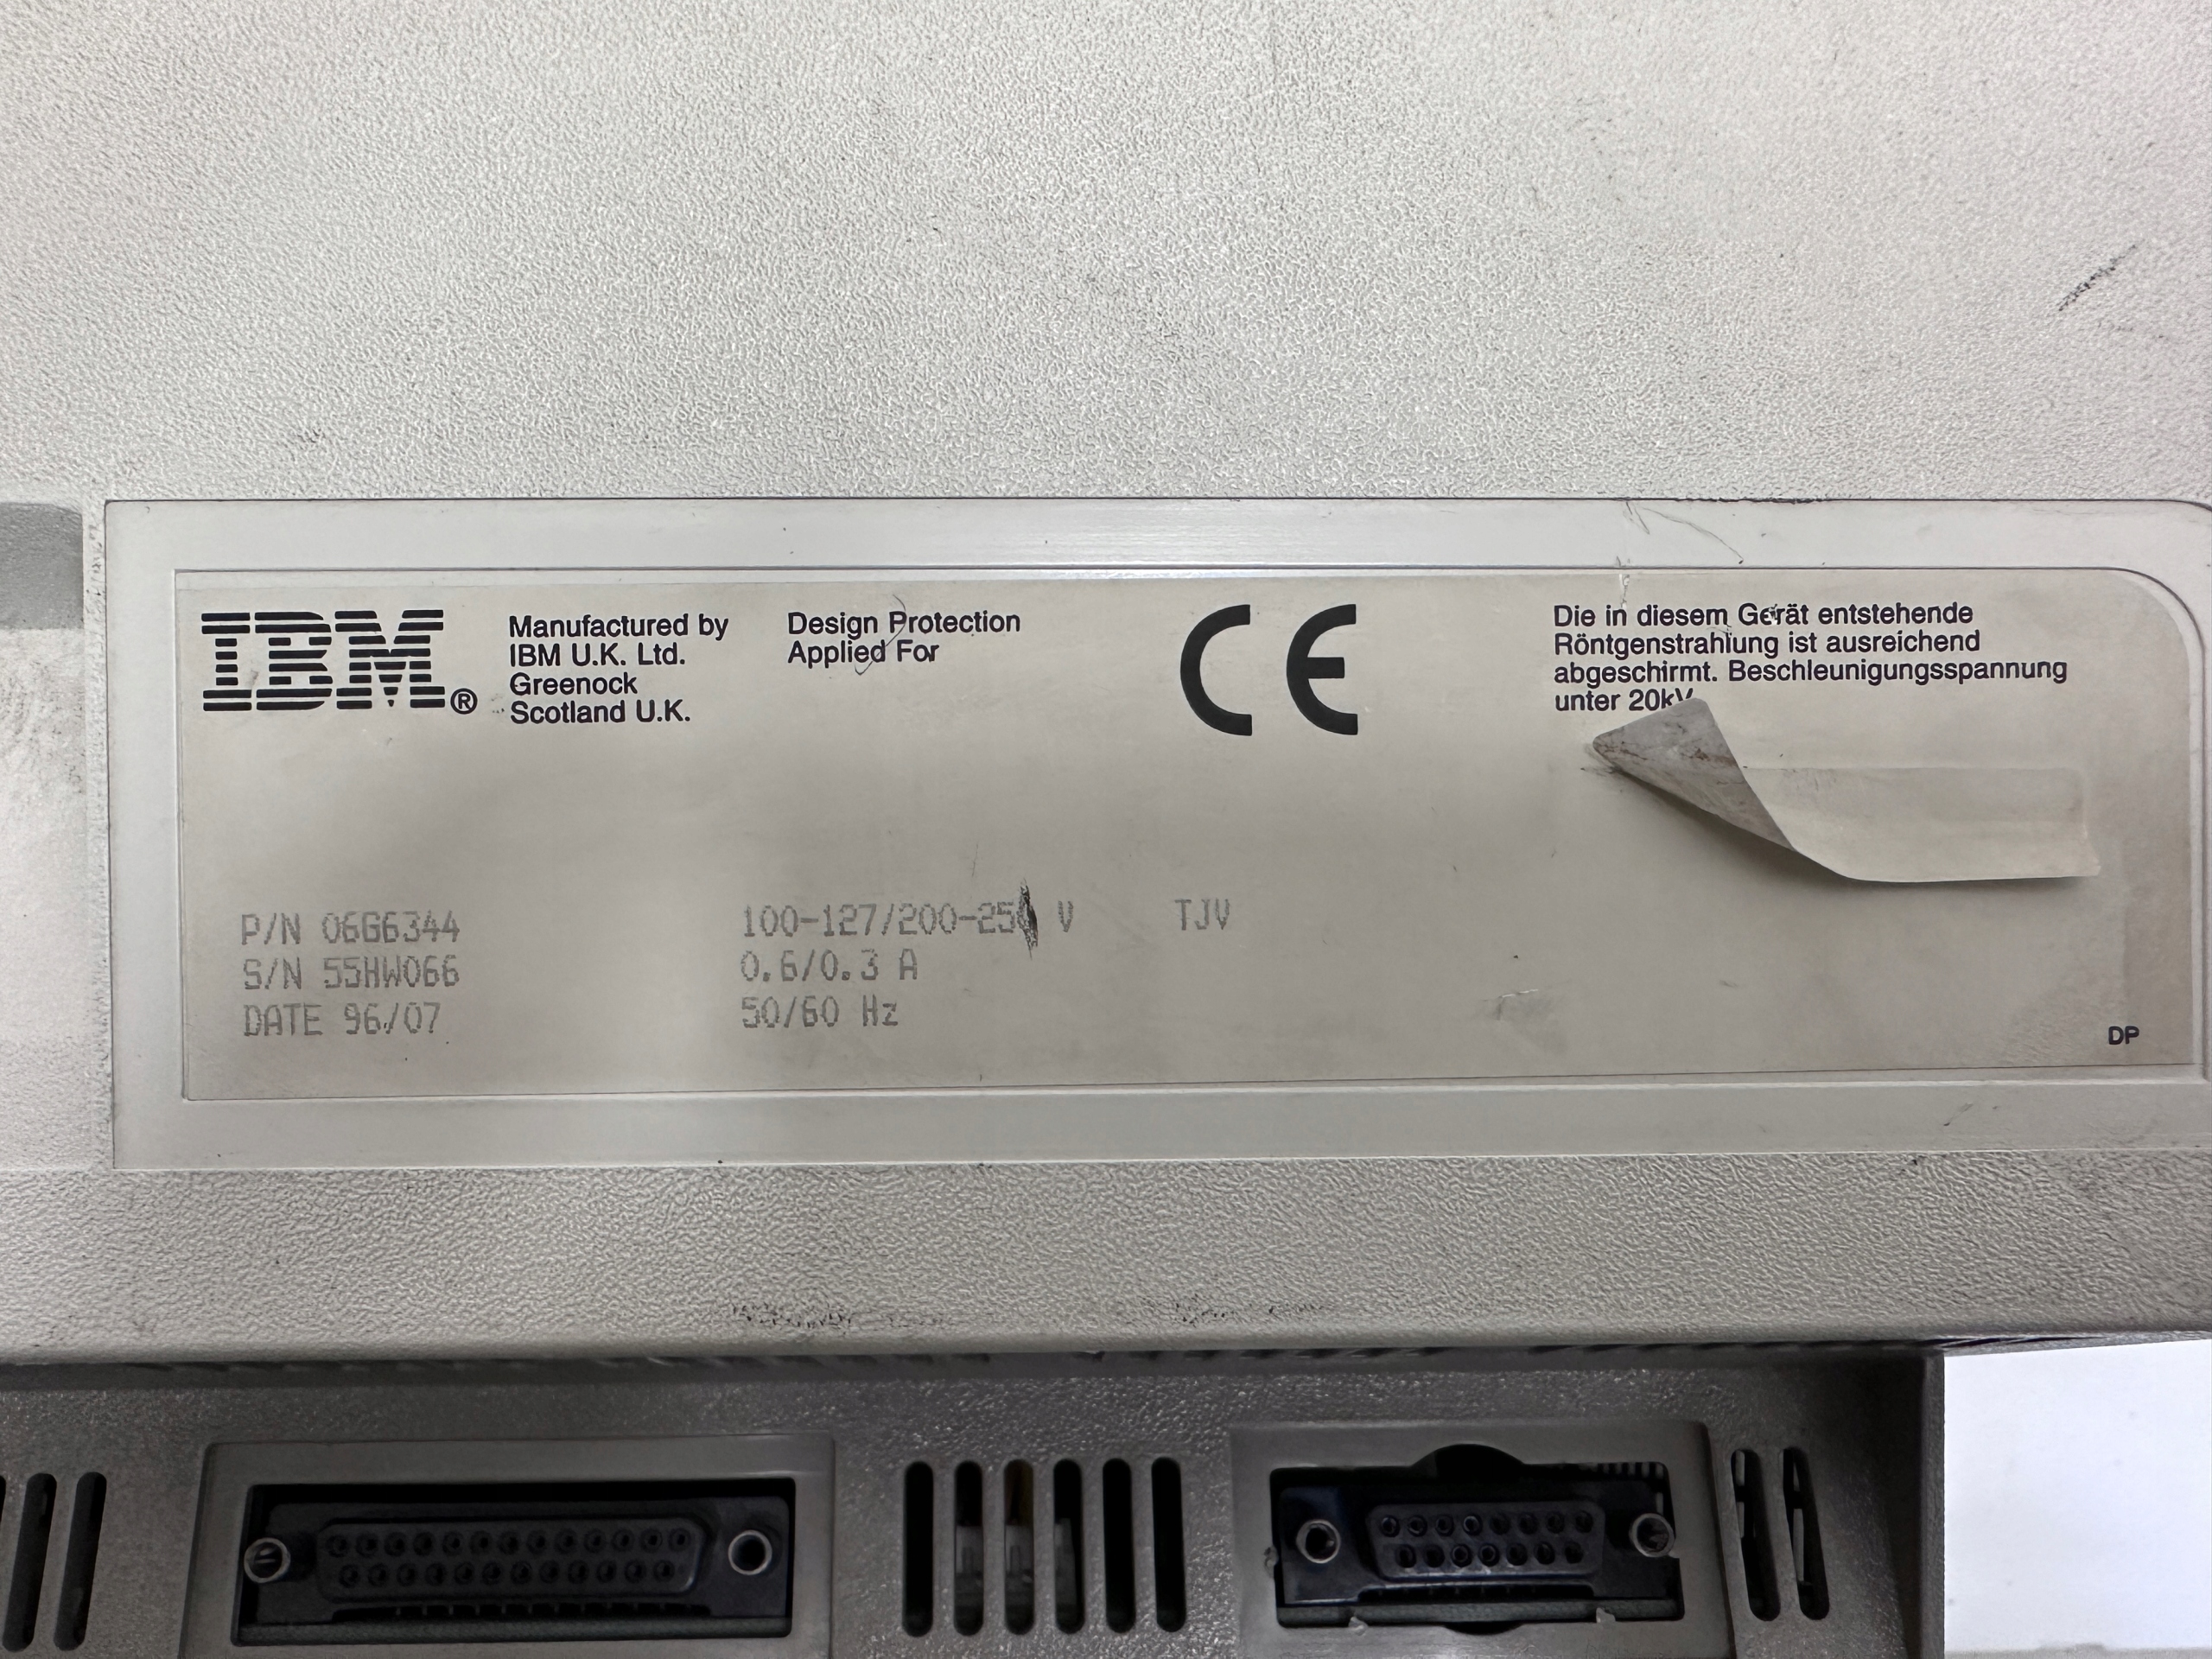 IBM®
Manufactured by
IBM U.K. Ltd.
Greenock
Scotland U.K.
Design Protection
Applied For
CE
Die in diesem Gerät entstehende
Röntgenstrahlung ist ausreichend
abgeschirmt. Beschleunigungsspannung
unter 20kV
P/N 06G6344
S/N 55HW066
DATE 96/07
100-127/200-250 V
0.6/0.3 A
50/60 Hz
TJV
DP